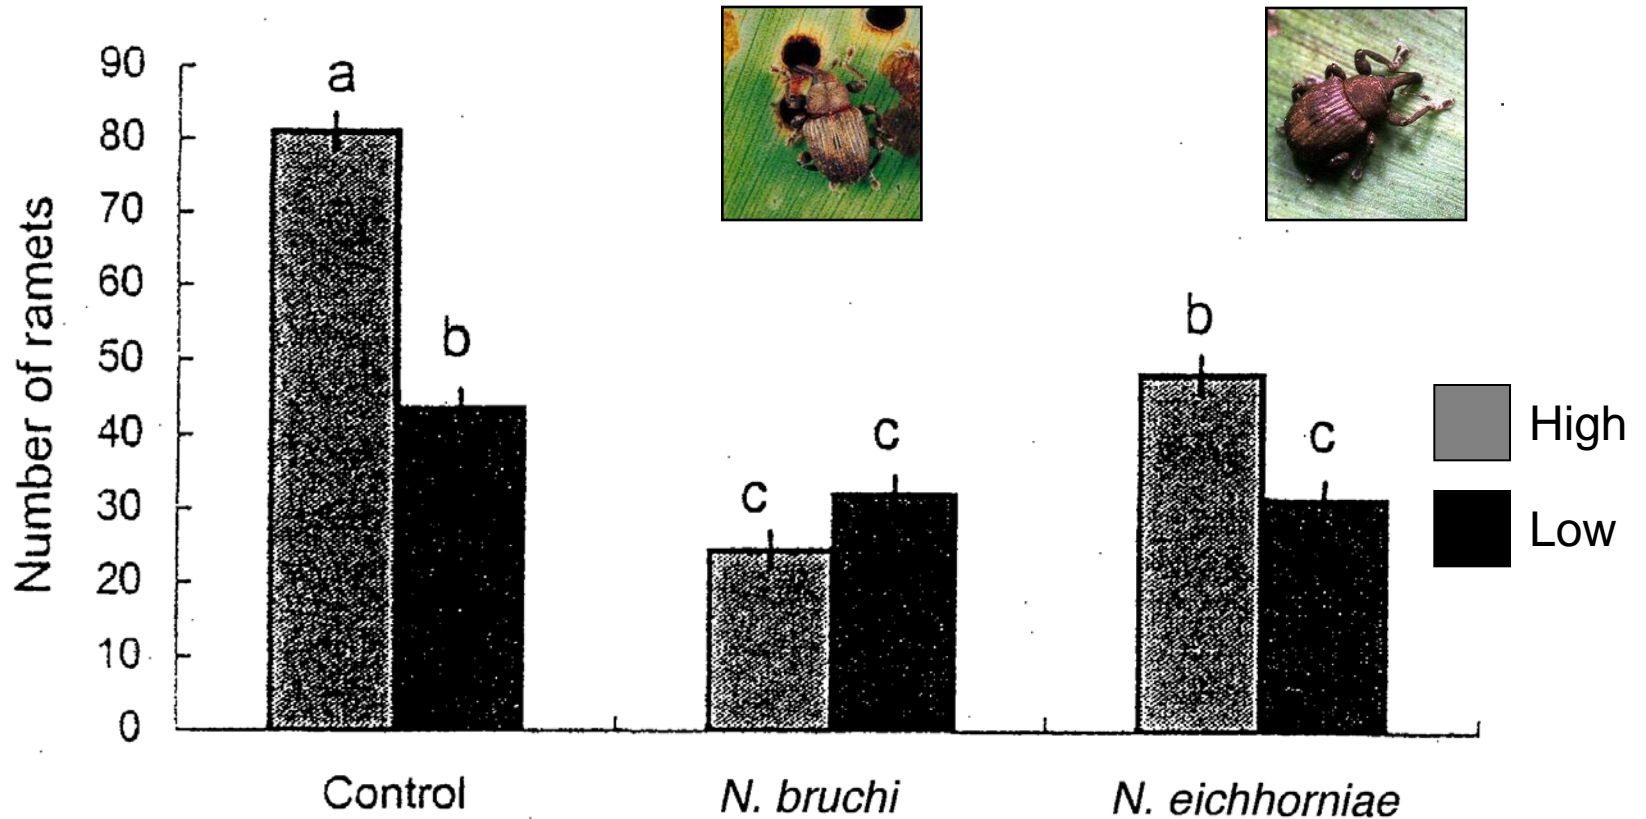 Number of ramets
90
80
70
60
50
40
30
20
10
0
a
b
c
c
b
c
Control
N. bruchi
N. eichhorniae
High
Low